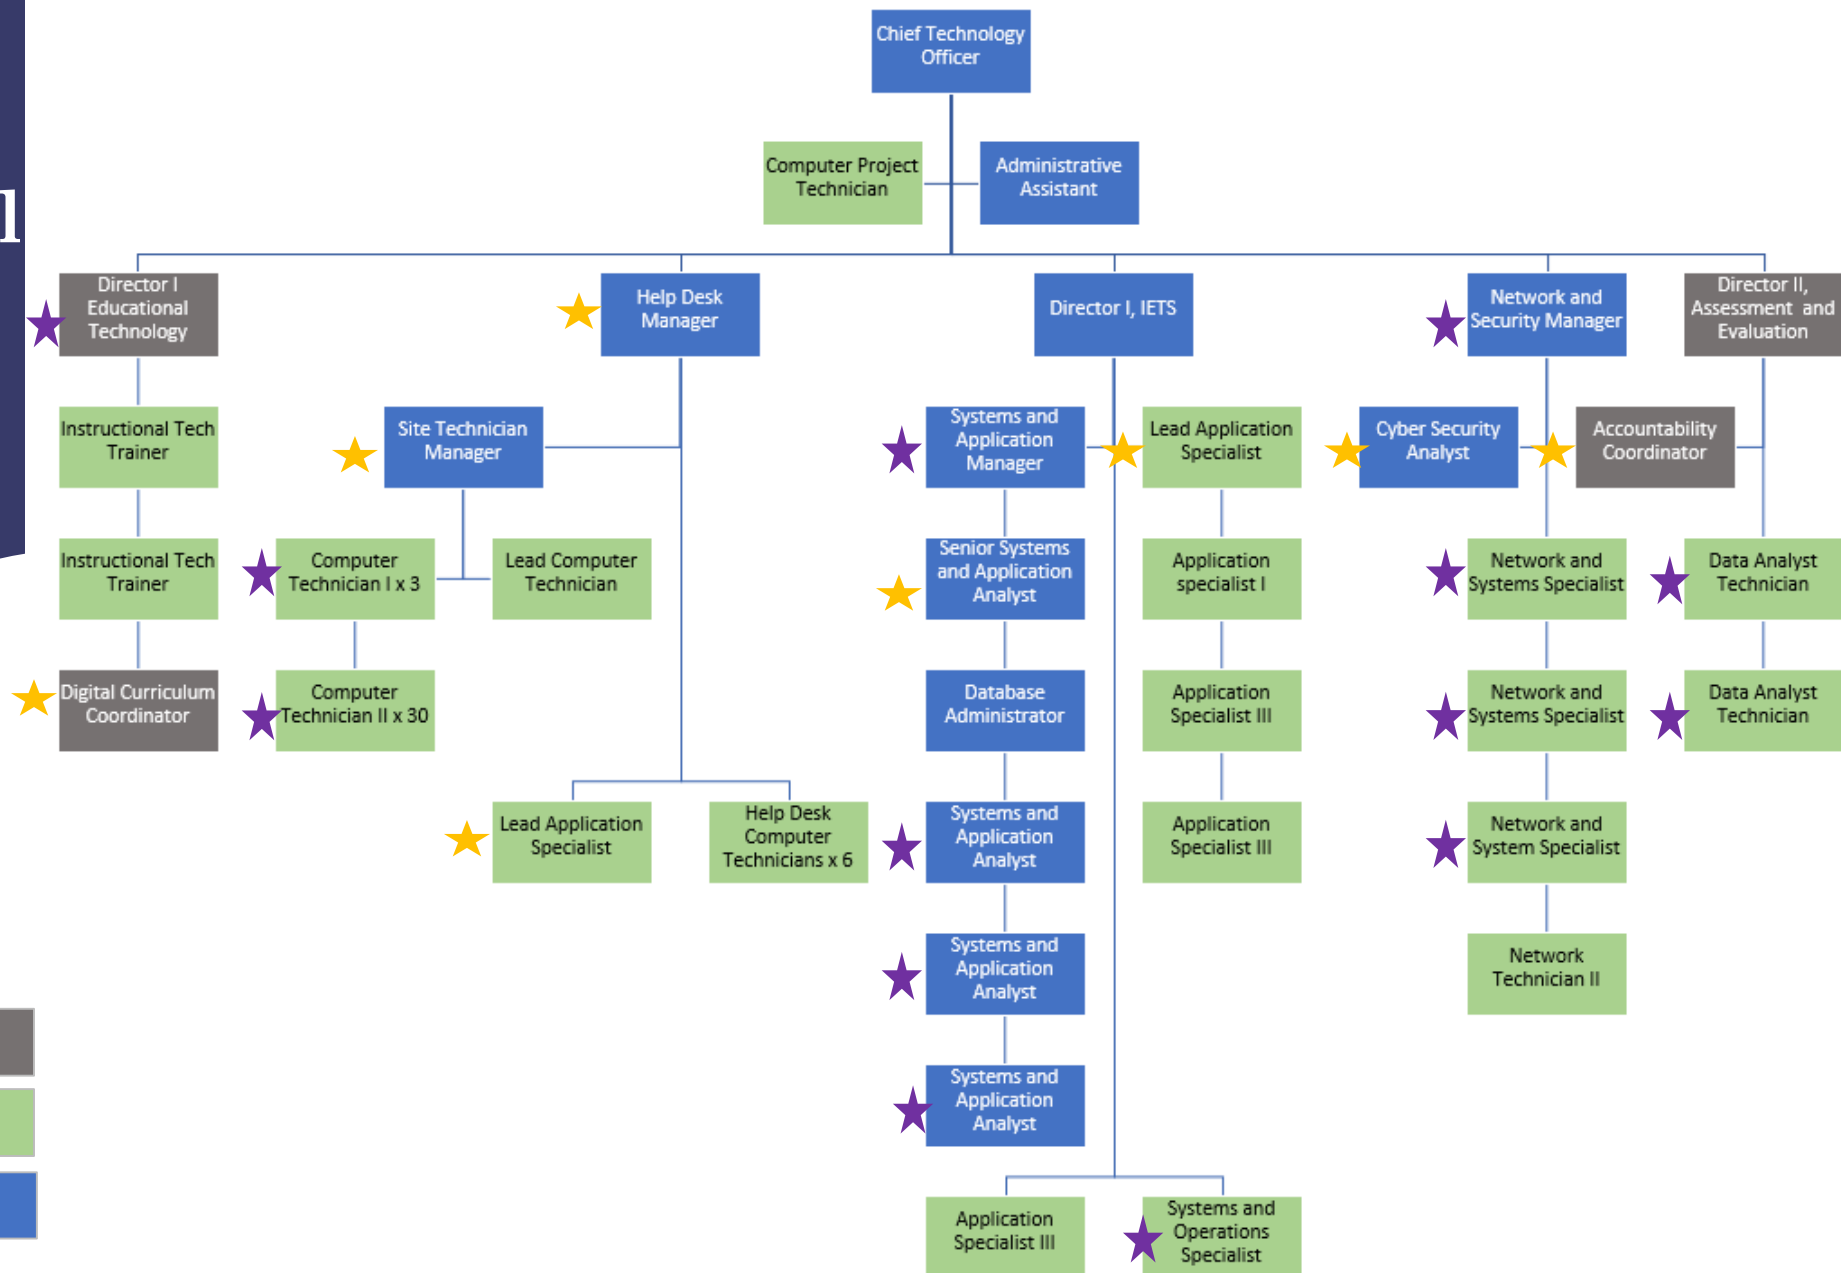 Chief Technology
Officer
Computer Project
Technician
Administrative
Assistant
l
Director I
Educational
Technology
Help Desk
Manager
Director I, IETS
Network and
Security Manager
Director II,
Assessment and
Evaluation
Instructional Tech
Trainer
Site Technician
Manager
Systems and
Application
Manager
Lead Application
Specialist
Cyber Security
Analyst
Accountability
Coordinator
Instructional Tech
Trainer
Computer
Technician I x 3
Lead Computer
Technician
Senior Systems
and Application
Analyst
Application
specialist I
Network and
Systems Specialist
Data Analyst
Technician
Digital Curriculum
Coordinator
Computer
Technician II x 30
Database
Administrator
Application
Specialist III
Network and
Systems Specialist
Data Analyst
Technician
Lead Application
Specialist
Help Desk
Computer
Technicians x 6
Systems and
Application
Analyst
Application
Specialist III
Network and
System Specialist
Systems and
Application
Analyst
Network
Technician II
Systems and
Application
Analyst
Application
Specialist III
Systems and
Operations
Specialist